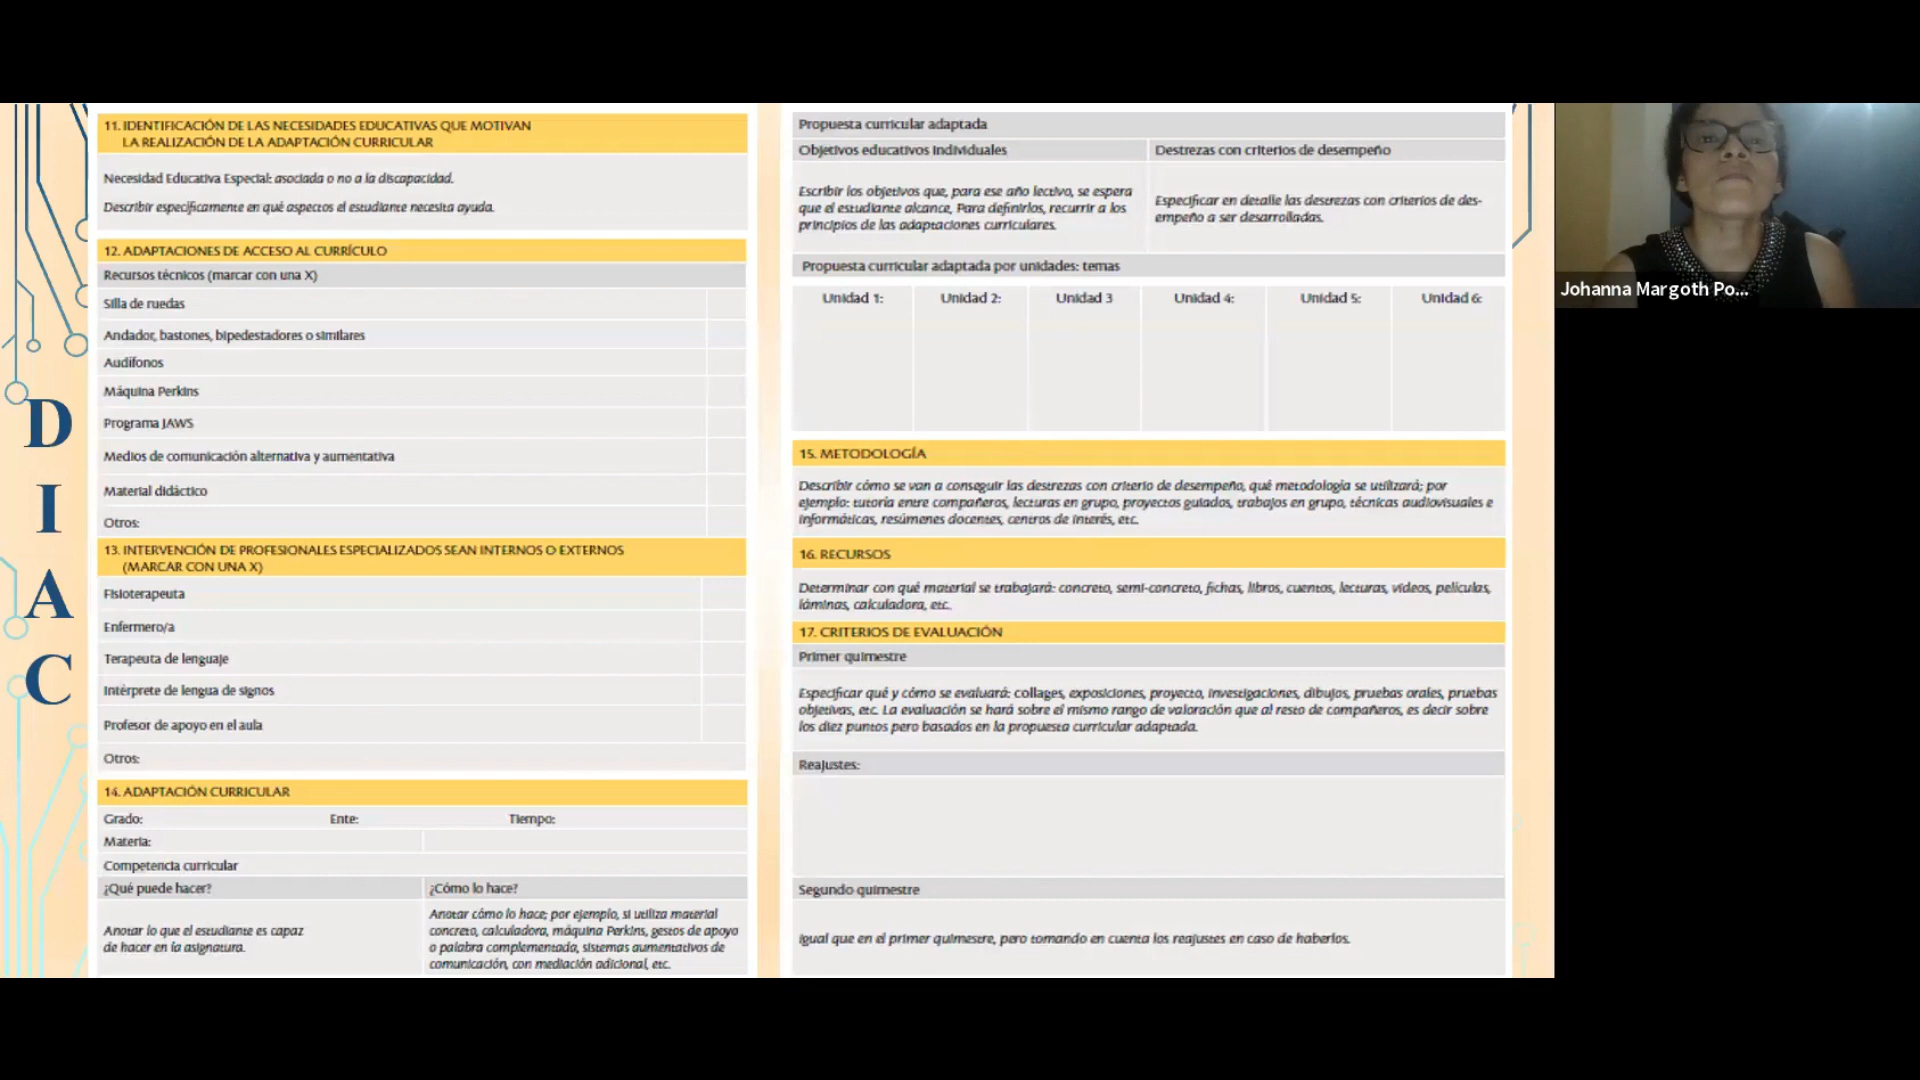 D
I
A
C
11. IDENTIFICACIÓN DE LAS NECESIDADES EDUCATIVAS QUE MOTIVAN
LA REALIZACIÓN DE LA ADAPTACIÓN CURRICULAR
Necesidad Educativa Especial: asociada o no a la discapacidad.
Describir específicamente en qué aspectos el estudiante necesita ayuda.
12. ADAPTACIONES DE ACCESO AL CURRÍCULO
Recursos técnicos (marcar con una X)
Silla de ruedas
Andador, bastones, bipedestadores o similares
Audífonos
Máquina Perkins
Programa JAWS
Medios de comunicación alternativa y aumentativa
Material didáctico
Otros:
13. INTERVENCIÓN DE PROFESIONALES ESPECIALIZADOS SEAN INTERNOS O EXTERNOS
(MARCAR CON UNA X)
Fisioterapeuta
Enfermero/a
Terapeuta de lenguaje
Intérprete de lengua de signos
Profesor de apoyo en el aula
Otros:
14. ADAPTACIÓN CURRICULAR
Grado: Ente: Tiempo:
Materia:
Competencia curricular
¿Qué puede hacer? ¿Cómo lo hace?
Anotar lo que el estudiante es capaz
de hacer en la asignatura.
Anotar cómo lo hace; por ejemplo, si utiliza material
concreto, calculadora, máquina Perkins, gestos de apoyo
o palabra complementada, sistemas aumentativos de
comunicación, con mediación adicional, etc.
Propuesta curricular adaptada
Objetivos educativos individuales Destrezas con criterios de desempeño
Escribir los objetivos que, para ese año lectivo, se espera
que el estudiante alcance, Para definirlos, recurrir a los
principios de las adaptaciones curriculares.
Especificar en detalle las destrezas con criterios de des-
empeño a ser desarrolladas.
Propuesta curricular adaptada por unidades: temas
Unidad 1: Unidad 2: Unidad 3 Unidad 4: Unidad 5: Unidad 6:
15. METODOLOGÍA
Describir cómo se van a conseguir las destrezas con criterio de desempeño, qué metodología se utilizará; por
ejemplo: tutoría entre compañeros, lecturas en grupo, proyectos guiados, trabajos en grupo, técnicas audiovisuales e
informáticas, resúmenes docentes, centros de interés, etc.
16. RECURSOS
Determinar con qué material se trabajará: concreto, semi-concreto, fichas, libros, cuentos, lecturas, videos, películas,
láminas, calculadora, etc.
17. CRITERIOS DE EVALUACIÓN
Primer quimestre
Especificar qué y cómo se evaluará: collages, exposiciones, proyecto, investigaciones, dibujos, pruebas orales, pruebas
objetivas, etc. La evaluación se hará sobre el mismo rango de valoración que al resto de compañeros, es decir sobre
los diez puntos pero basados en la propuesta curricular adaptada.
Reajustes:
Segundo quimestre
Igual que en el primer quimestre, pero tomando en cuenta los reajustes en caso de haberlos.
Johanna Margoth Po...